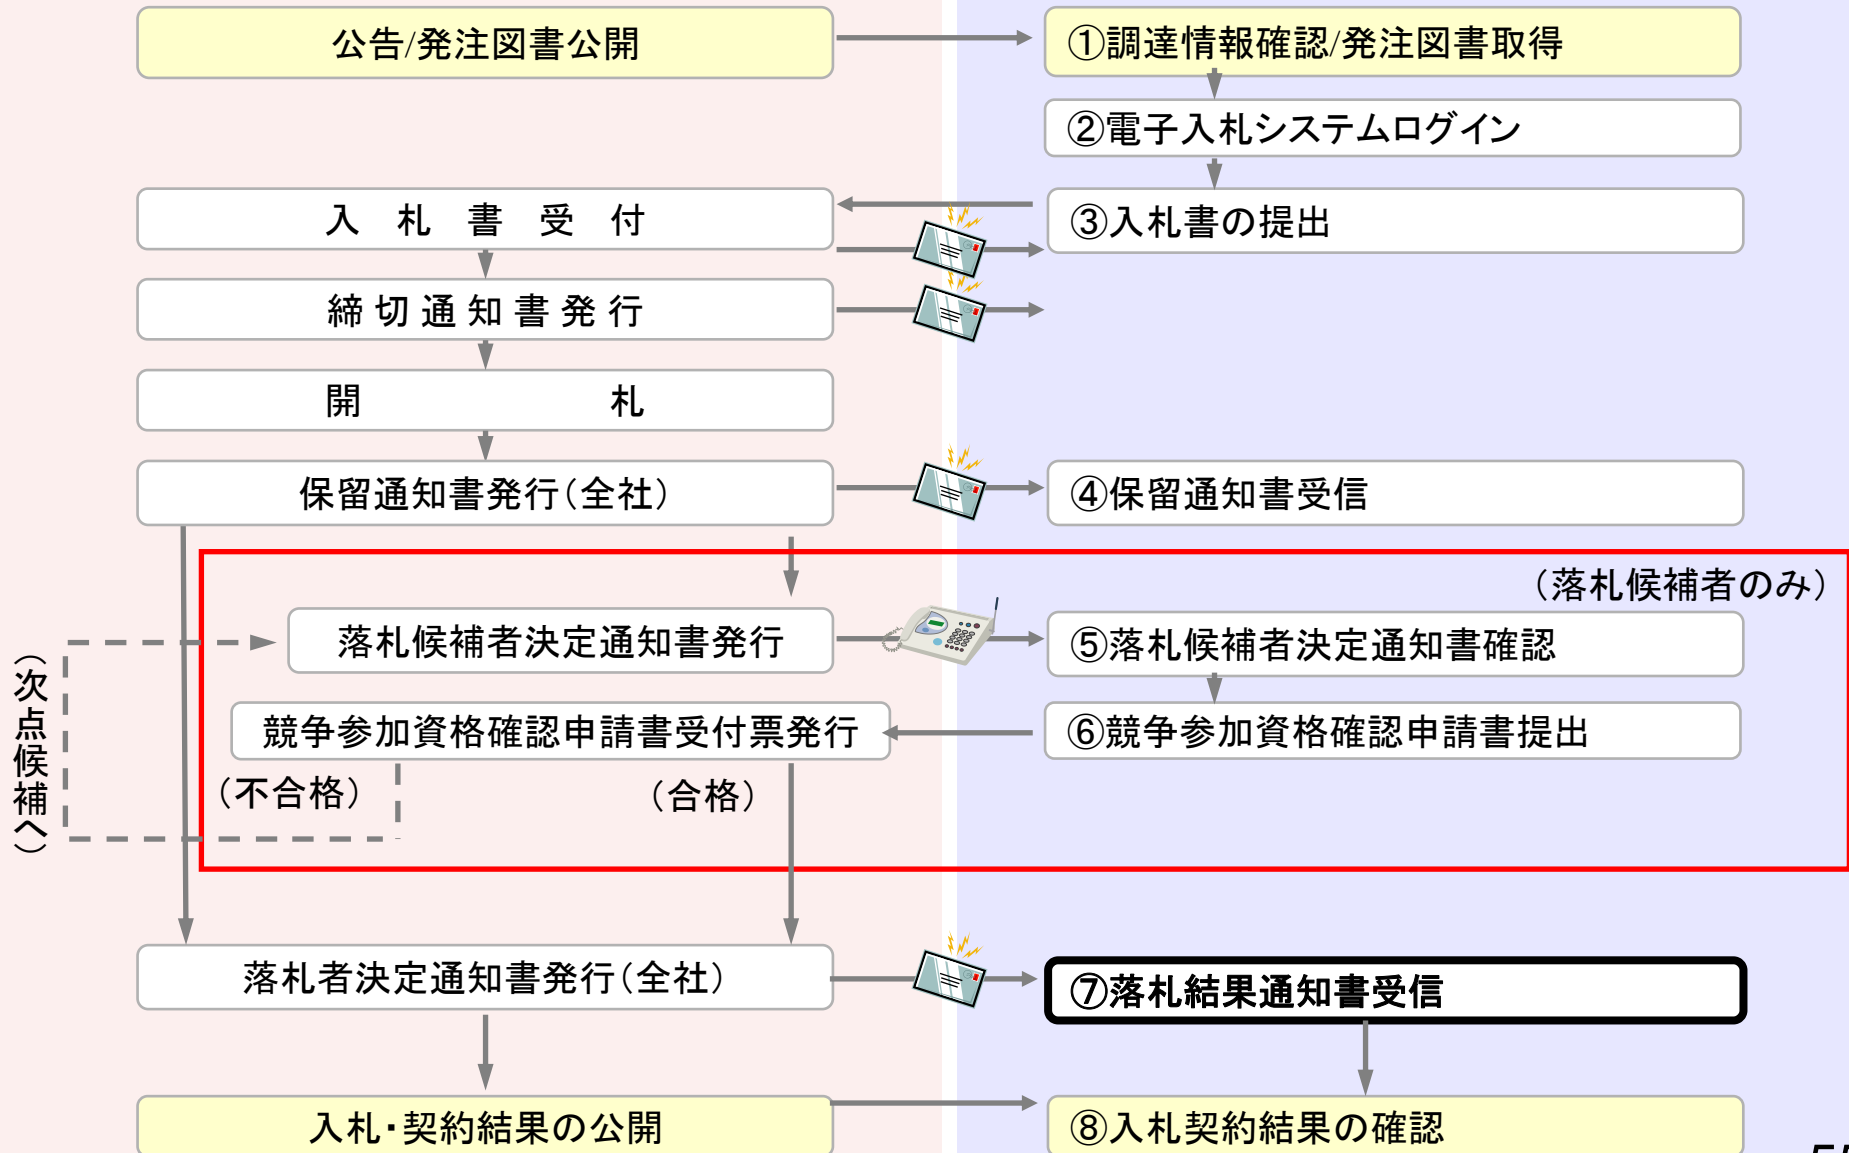 公告/発注図書公開
①調達情報確認/発注図書取得
②電子入札システムログイン
入札書受付
③入札書の提出
締切通知書発行
開札
保留通知書発行(全社)
④保留通知書受信
(落札候補者のみ)
落札候補者決定通知書発行
⑤落札候補者決定通知書確認
(次点候補へ)
競争参加資格確認申請書受付票発行
⑥競争参加資格確認申請書提出
(不合格)
(合格)
落札者決定通知書発行(全社)
⑦落札結果通知書受信
入札・契約結果の公開
⑧入札契約結果の確認